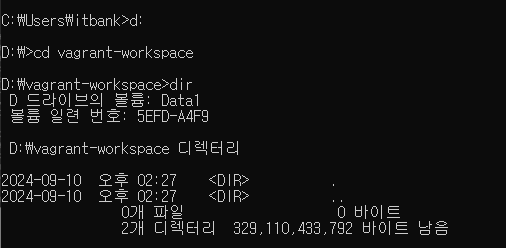 C:₩Users₩itbank>d:
D:₩>cd vagrant-workspace
D:₩vagrant-workspace>dir
D 드라이브의 볼륨: Data1
볼륨 일련 번호: 5EFD-A4F9
D:₩vagrant-workspace 디렉터리
2024-09-10 오후 02:27 <DIR> .
2024-09-10 오후 02:27 <DIR> ..
0개 파일 0 바이트
2개 디렉터리 329,110,433,792 바이트 남음